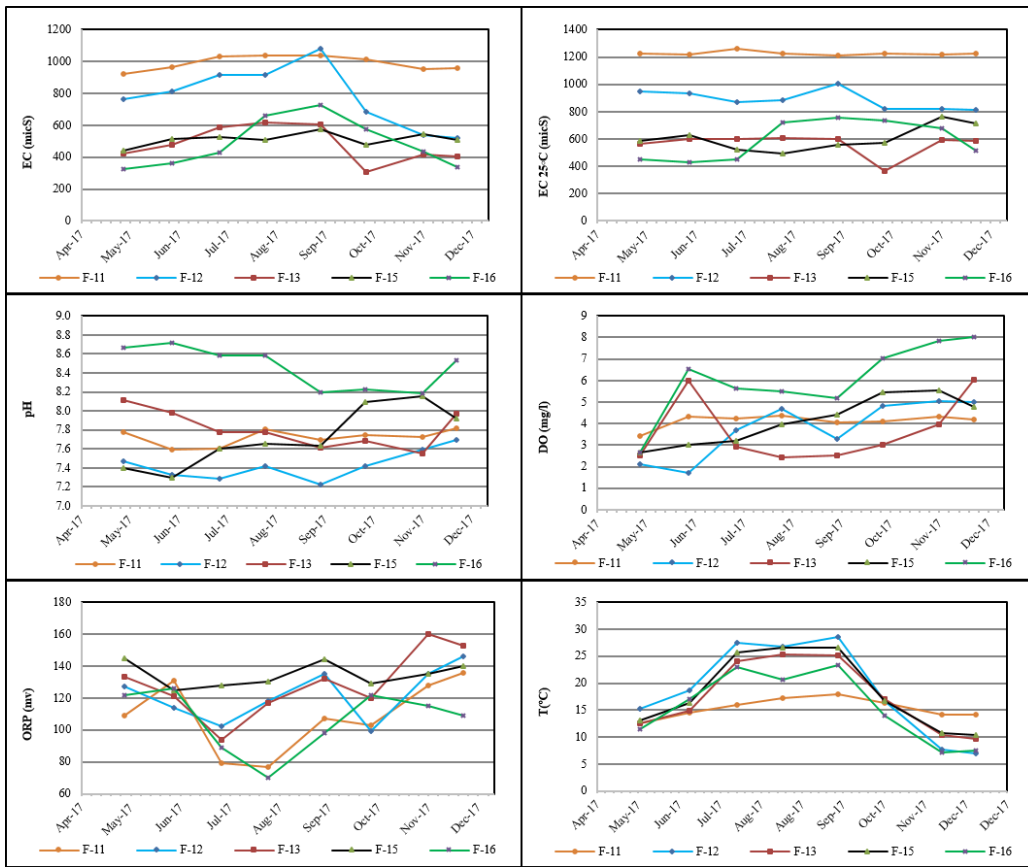 1200
1000
800
600
400
200
0
EC (micS)
Apr-17 May-17 Jun-17 Jul-17 Aug-17 Sep-17 Oct-17 Nov-17 Dec-17
F-11 F-12 F-13 F-15 F-16
1400
1200
1000
800
600
400
200
0
EC 25◦C (micS)
Apr-17 May-17 Jun-17 Jul-17 Aug-17 Sep-17 Oct-17 Nov-17 Dec-17
F-11 F-12 F-13 F-15 F-16
9.0
8.8
8.6
8.4
8.2
8.0
7.8
7.6
7.4
7.2
7.0
pH
Apr-17 May-17 Jun-17 Jul-17 Aug-17 Sep-17 Oct-17 Nov-17 Dec-17
F-11 F-12 F-13 F-15 F-16
9
8
7
6
5
4
3
2
1
0
DO (mg/l)
Apr-17 May-17 Jun-17 Jul-17 Aug-17 Sep-17 Oct-17 Nov-17 Dec-17
F-11 F-12 F-13 F-15 F-16
180
160
140
120
100
80
60
ORP (mv)
Apr-17 May-17 Jun-17 Jul-17 Aug-17 Sep-17 Oct-17 Nov-17 Dec-17
F-11 F-12 F-13 F-15 F-16
35
30
25
20
15
10
5
0
T(ºC)
Apr-17 May-17 Jun-17 Jul-17 Aug-17 Aug-17 Sep-17 Oct-17 Nov-17 Dec-17 Dec-17
F-11 F-12 F-13 F-15 F-16